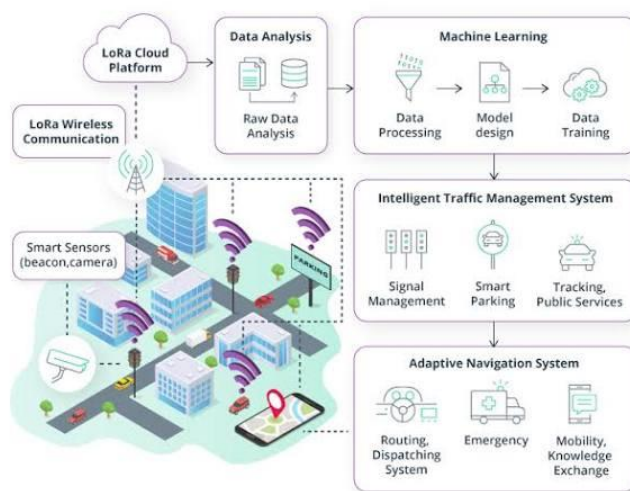 LoRa Cloud
Platform
Data Analysis
Raw Data
Analysis
Machine Learning
Data
Processing
Model
design
Data
Training
LoRa Wireless
Communication
Smart Sensors
(beacon,camera)
PARKING
Intelligent Traffic Management System
Signal
Management
Smart
Parking
Tracking,
Public Services
Adaptive Navigation System
Routing,
Dispatching
System
Emergency
Mobility,
Knowledge
Exchange